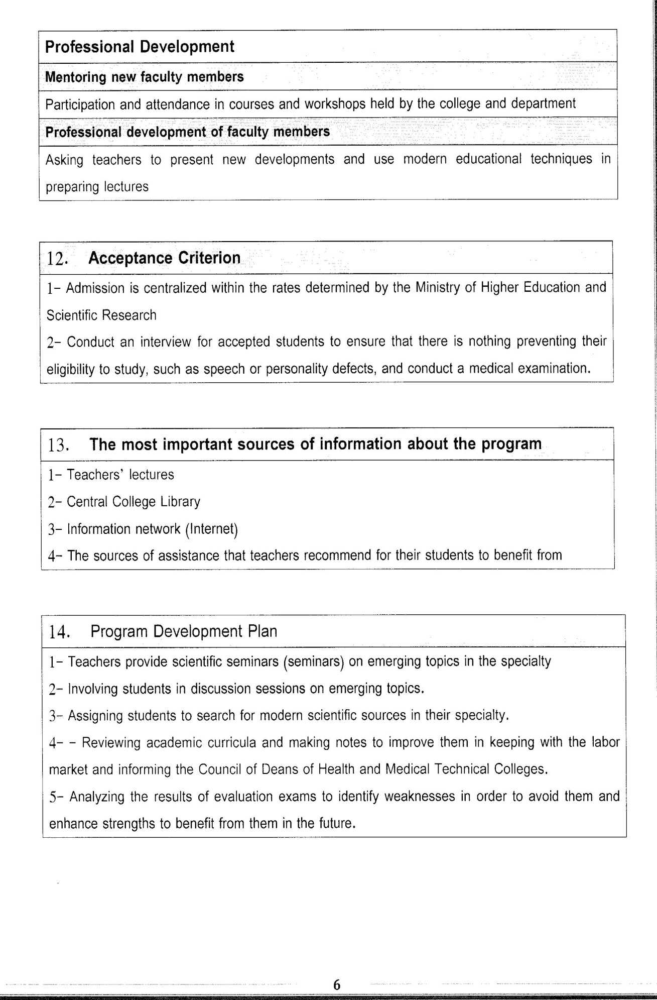 Professional Development
Mentoring new faculty members
Participation and attendance in courses and workshops held by the college and department
Professional development of faculty members
Asking teachers to present new developments and use modern educational techniques in
preparing lectures
12. Acceptance Criterion
1- Admission is centralized within the rates determined by the Ministry of Higher Education and
Scientific Research
2- Conduct an interview for accepted students to ensure that there is nothing preventing their
eligibility to study, such as speech or personality defects, and conduct a medical examination.
13. The most important sources of information about the program
1- Teachers' lectures
2- Central College Library
3- Information network (Internet)
4- The sources of assistance that teachers recommend for their students to benefit from
14. Program Development Plan
1- Teachers provide scientific seminars (seminars) on emerging topics in the specialty
2- Involving students in discussion sessions on emerging topics.
3- Assigning students to search for modern scientific sources in their specialty.
4- - Reviewing academic curricula and making notes to improve them in keeping with the labor
market and informing the Council of Deans of Health and Medical Technical Colleges.
5- Analyzing the results of evaluation exams to identify weaknesses in order to avoid them and
enhance strengths to benefit from them in the future.
6